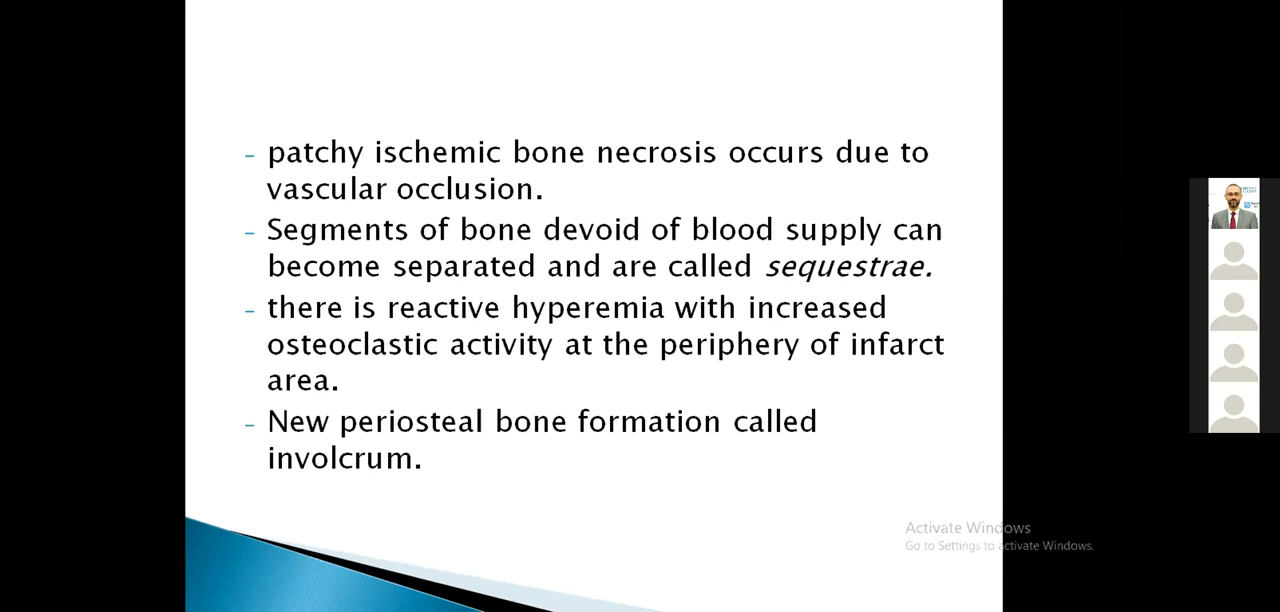 – patchy ischemic bone necrosis occurs due to
vascular occlusion.
– Segments of bone devoid of blood supply can
become separated and are called sequestrae.
– there is reactive hyperemia with increased
osteoclastic activity at the periphery of infarct
area.
– New periosteal bone formation called
involcrum.
Activate Windows
Go to Settings to activate Windows.